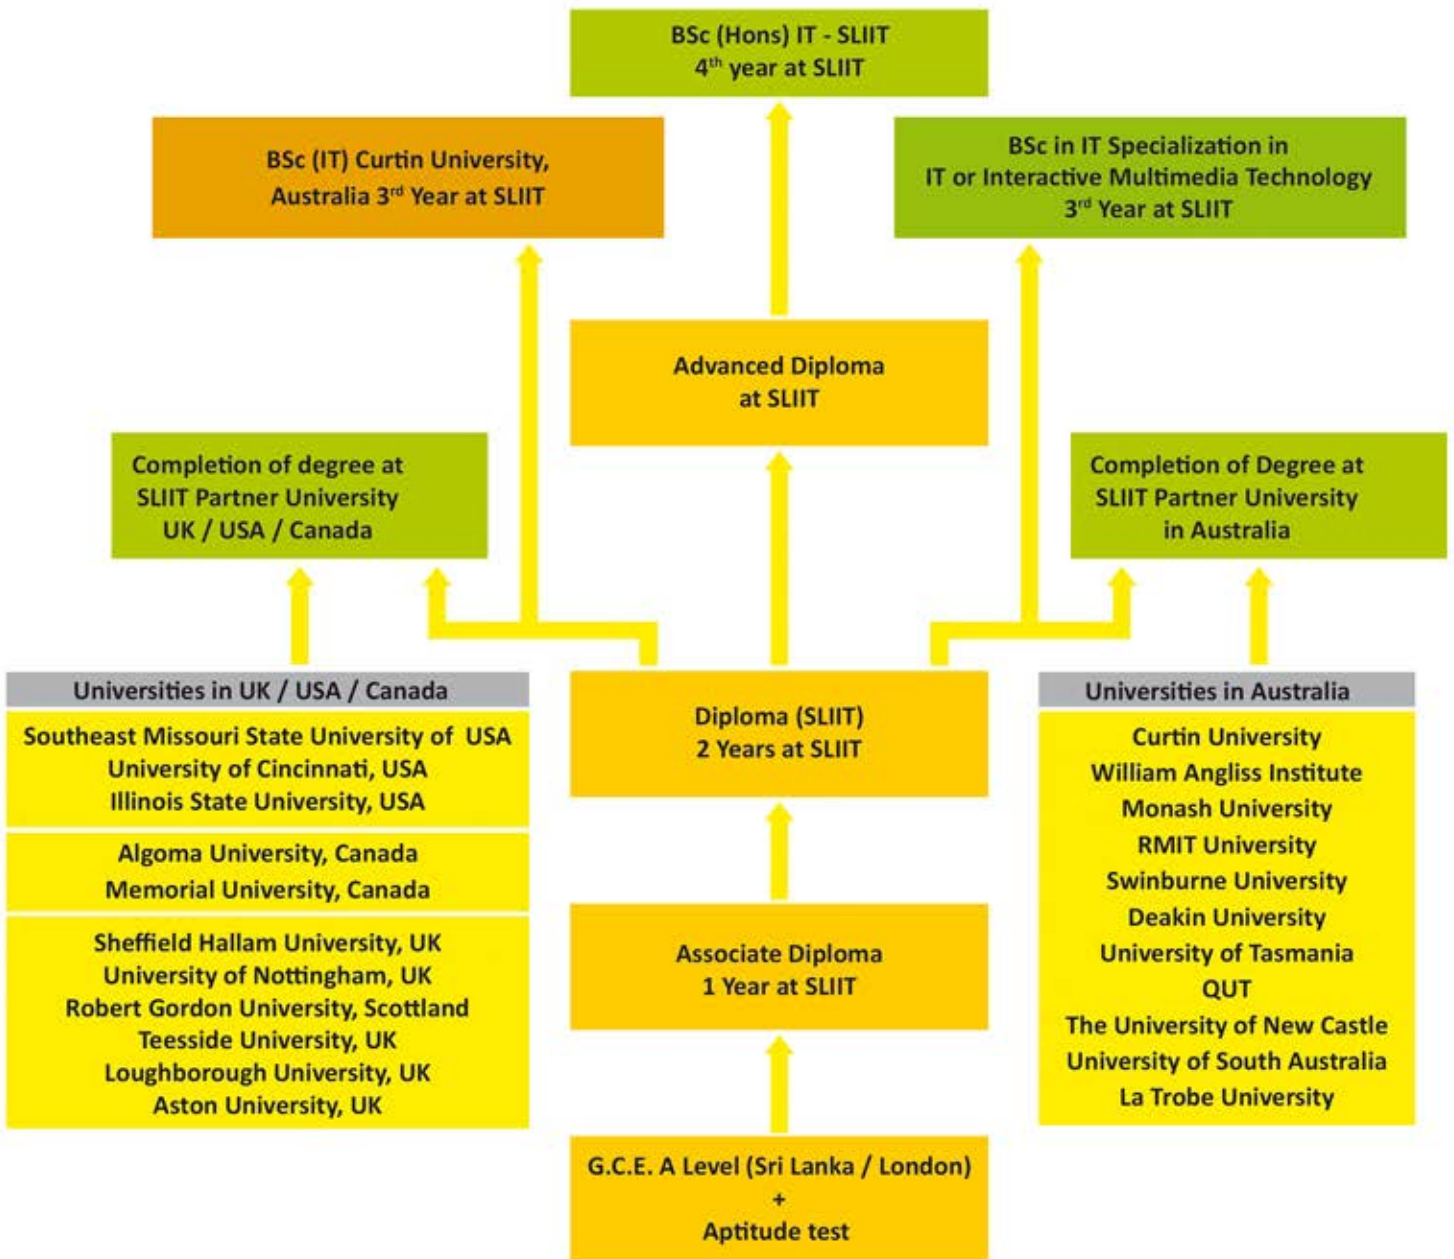 BSc (Hons) IT - SLIIT
4th year at SLIIT
BSc (IT) Curtin University,
Australia 3rd Year at SLIIT
BSc in IT Specialization in
IT or Interactive Multimedia Technology
3rd Year at SLIIT
Advanced Diploma
at SLIIT
Completion of degree at
SLIIT Partner University
UK / USA / Canada
Completion of Degree at
SLIIT Partner University
in Australia
Universities in UK / USA / Canada
Southeast Missouri State University of USA
University of Cincinnati, USA
Illinois State University, USA
Algoma University, Canada
Memorial University, Canada
Sheffield Hallam University, UK
University of Nottingham, UK
Robert Gordon University, Scottland
Teesside University, UK
Loughborough University, UK
Aston University, UK
Diploma (SLIIT)
2 Years at SLIIT
Associate Diploma
1 Year at SLIIT
G.C.E. A Level (Sri Lanka / London)
+
Aptitude test
Universities in Australia
Curtin University
William Angliss Institute
Monash University
RMIT University
Swinburne University
Deakin University
University of Tasmania
QUT
The University of New Castle
University of South Australia
La Trobe University